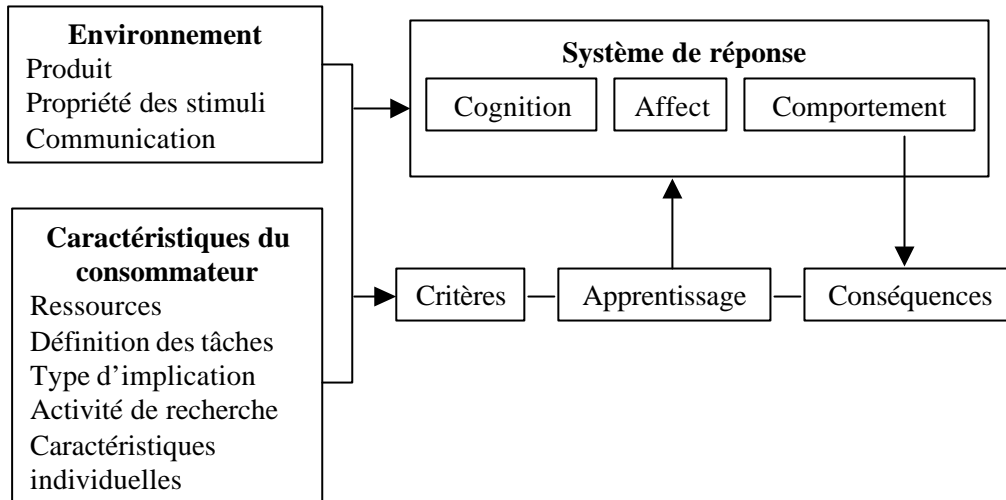 Environnement
Produit
Propriété des stimuli
Communication
Système de réponse
Cognition
Affect
Comportement
Caractéristiques du
consommateur
Ressources
Définition des tâches
Type d’implication
Activité de recherche
Caractéristiques
individuelles
Critères
Apprentissage
Conséquences